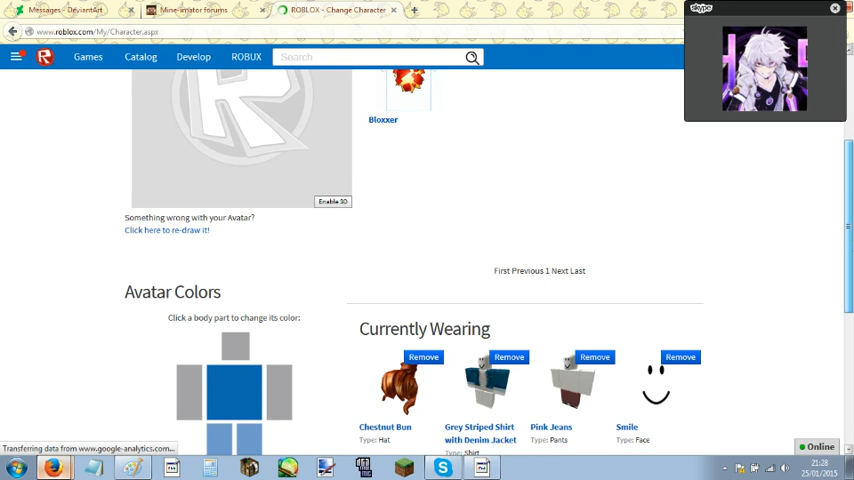 Messages - DeviantArt
Mine-imator forums
ROBLOX - Change Character
www.roblox.com/My/Character.aspx
skype
Games
Catalog
Develop
ROBUX
Search
Bloxxer
Enable 3D
Something wrong with your Avatar?
Click here to re-draw it!
First Previous 1 Next Last
Avatar Colors
Click a body part to change its color:
Currently Wearing
Remove
Remove
Remove
Remove
Chestnut Bun
Type: Hat
Grey Striped Shirt
with Denim Jacket
Type: Shirt
Pink Jeans
Type: Pants
Smile
Type: Face
Transferring data from www.google-analytics.com...
Online
21:28
25/01/2015